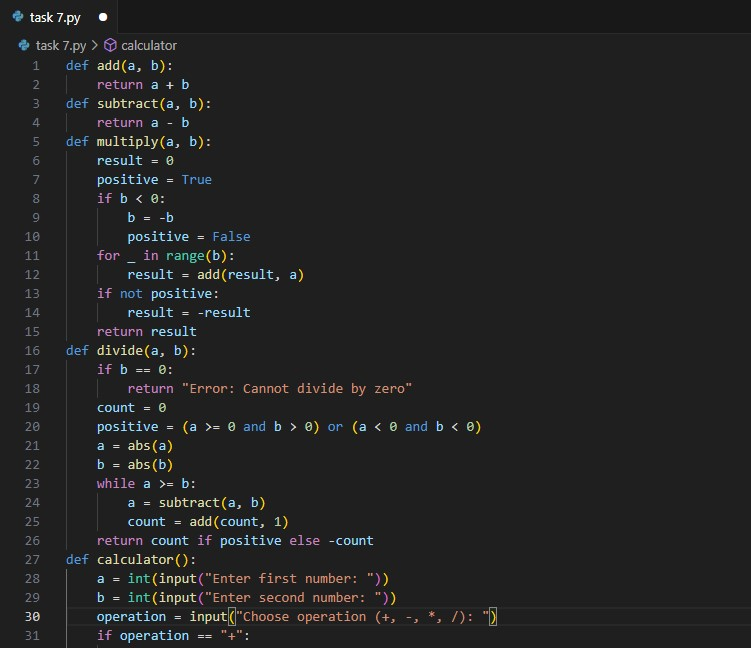 task 7.py
task 7.py > calculator
1 def add(a, b):
2     return a + b
3 def subtract(a, b):
4     return a - b
5 def multiply(a, b):
6     result = 0
7     positive = True
8     if b < 0:
9         b = -b
10         positive = False
11     for _ in range(b):
12         result = add(result, a)
13     if not positive:
14         result = -result
15     return result
16 def divide(a, b):
17     if b == 0:
18         return "Error: Cannot divide by zero"
19     count = 0
20     positive = (a >= 0 and b > 0) or (a < 0 and b < 0)
21     a = abs(a)
22     b = abs(b)
23     while a >= b:
24         a = subtract(a, b)
25         count = add(count, 1)
26     return count if positive else -count
27 def calculator():
28     a = int(input("Enter first number: "))
29     b = int(input("Enter second number: "))
30     operation = input("Choose operation (+, -, *, /): ")
31     if operation == "+":